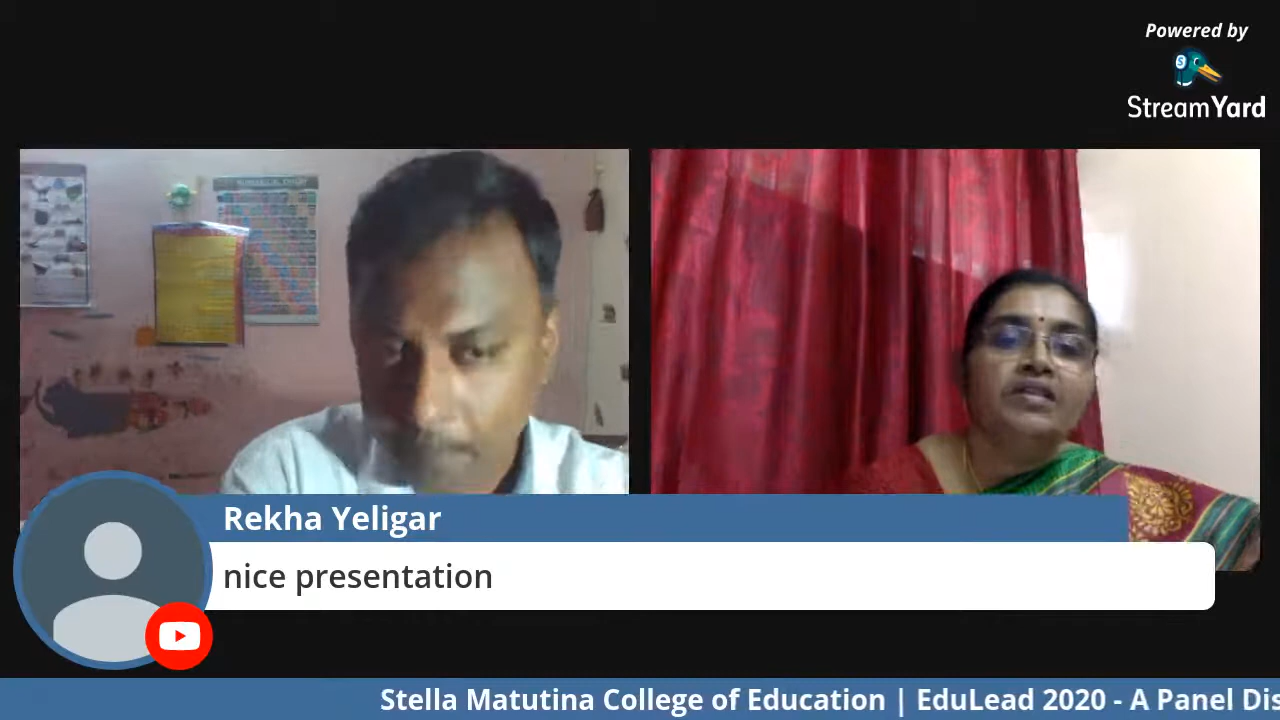 Powered by
StreamYard
Rekha Yeligar
nice presentation
Stella Matutina College of Education | EduLead 2020 - A Panel Dis